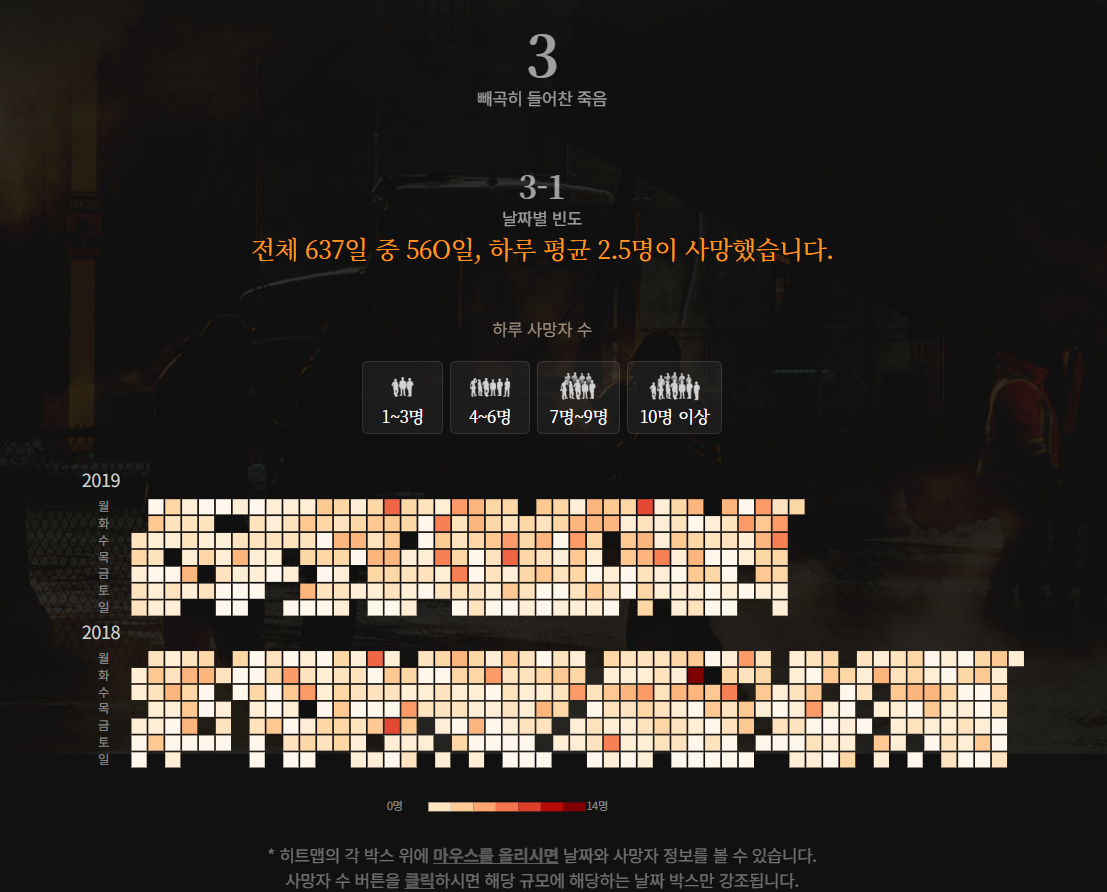 3
빼곡히 들어찬 죽음
3-1
날짜별 빈도
전체 637일 중 56O일, 하루 평균 2.5명이 사망했습니다.
하루 사망자 수
1~3명
4~6명
7명~9명
10명 이상
2019
월
화
수
목
금
토
일
2018
월
화
수
목
금
토
일
0명
14명
* 히트맵의 각 박스 위에 마우스를 올리시면 날짜와 사망자 정보를 볼 수 있습니다.
사망자 수 버튼을 클릭하시면 해당 규모에 해당하는 날짜 박스만 강조됩니다.